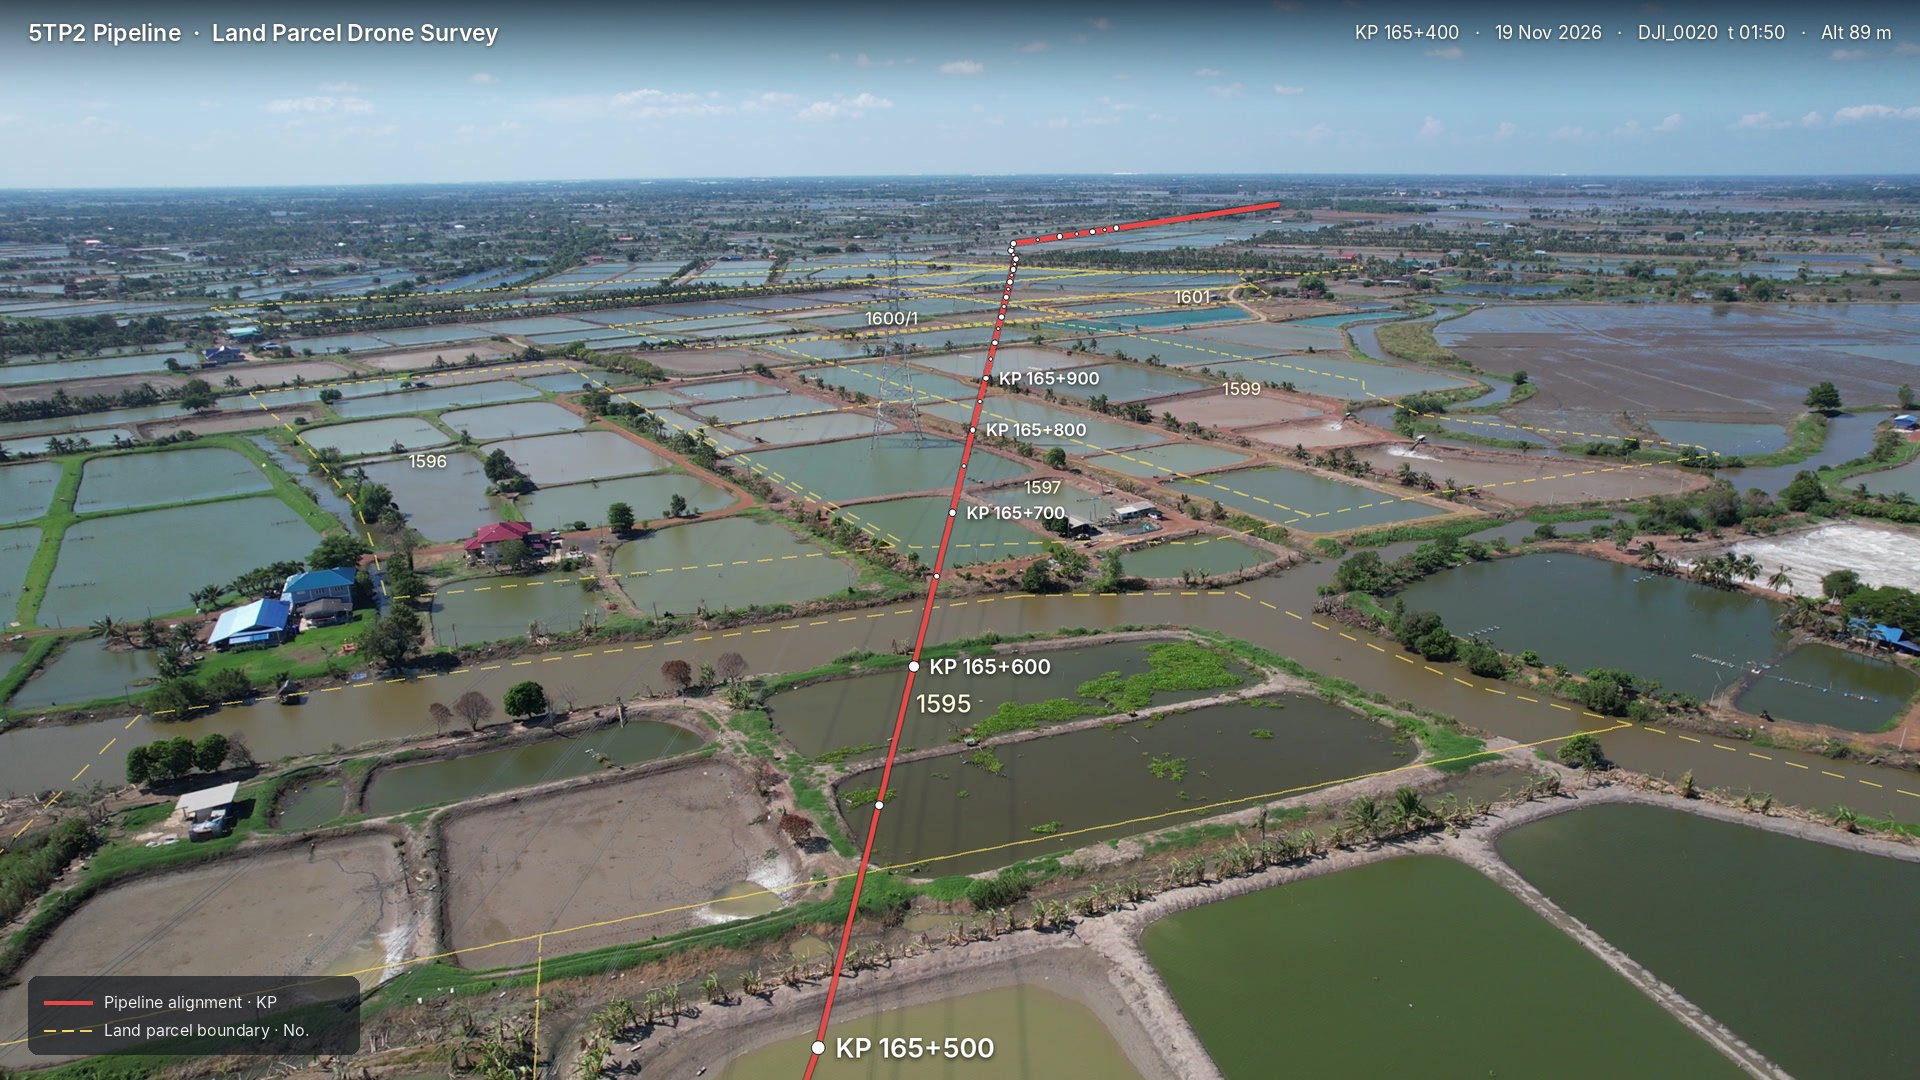 5TP2 Pipeline · Land Parcel Drone Survey
KP 165+400 · 19 Nov 2026 · DJI_0020 t 01:50 · Alt 89 m
1601
1600/1
KP 165+900
1599
KP 165+800
1596
1597
KP 165+700
KP 165+600
1595
Pipeline alignment · KP
Land parcel boundary · No.
KP 165+500